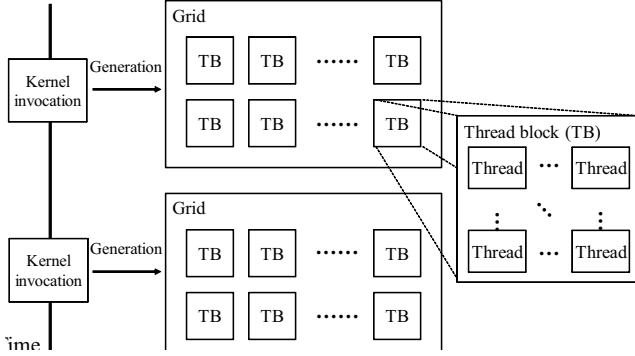 Grid
TB TB ...... TB
Kernel
invocation
Generation
TB TB ...... TB
Thread block (TB)
Thread ... Thread
Thread ... Thread
Grid
Kernel
invocation
Generation
TB TB ...... TB
TB TB ...... TB